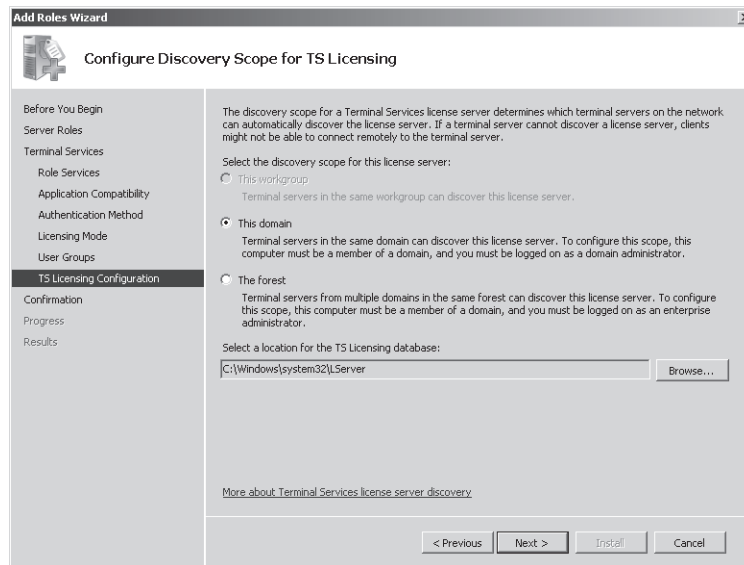 Add Roles Wizard
Configure Discovery Scope for TS Licensing
Before You Begin
Server Roles
Terminal Services
Role Services
Application Compatibility
Authentication Method
Licensing Mode
User Groups
TS Licensing Configuration
Confirmation
Progress
Results
The discovery scope for a Terminal Services license server determines which terminal servers on the network
can automatically discover the license server. If a terminal server cannot discover a license server, clients
might not be able to connect remotely to the terminal server.
Select the discovery scope for this license server:
This workgroup
Terminal servers in the same workgroup can discover this license server.
This domain
Terminal servers in the same domain can discover this license server. To configure this scope, this
computer must be a member of a domain, and you must be logged on as a domain administrator.
The forest
Terminal servers from multiple domains in the same forest can discover this license server. To configure
this scope, this computer must be a member of a domain, and you must be logged on as an enterprise
administrator.
Select a location for the TS Licensing database:
C:\Windows\system32\LServer
Browse...
More about Terminal Services license server discovery
< Previous
Next >
Install
Cancel